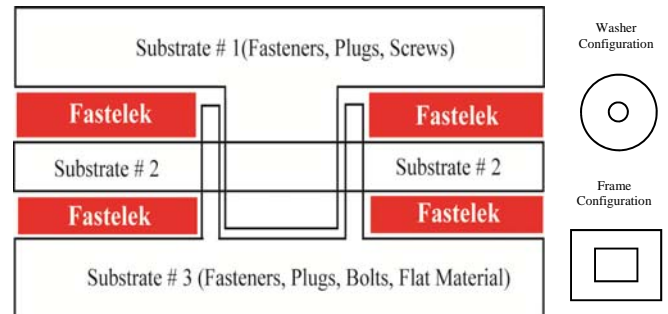 Substrate # 1(Fasteners, Plugs, Screws)
Fastelek
Fastelek
Substrate # 2
Substrate # 2
Fastelek
Fastelek
Substrate # 3 (Fasteners, Plugs, Bolts, Flat Material)
Washer
Configuration
Frame
Configuration